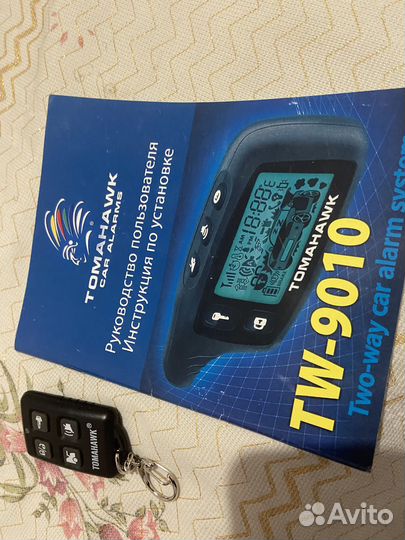 TOMAHAWK
CAR ALARMS
Руководство пользователя
Инструкция по установке
TOMAHAWK
TW-9010
Two-way car alarm system
TOMAHAWK®
Avito